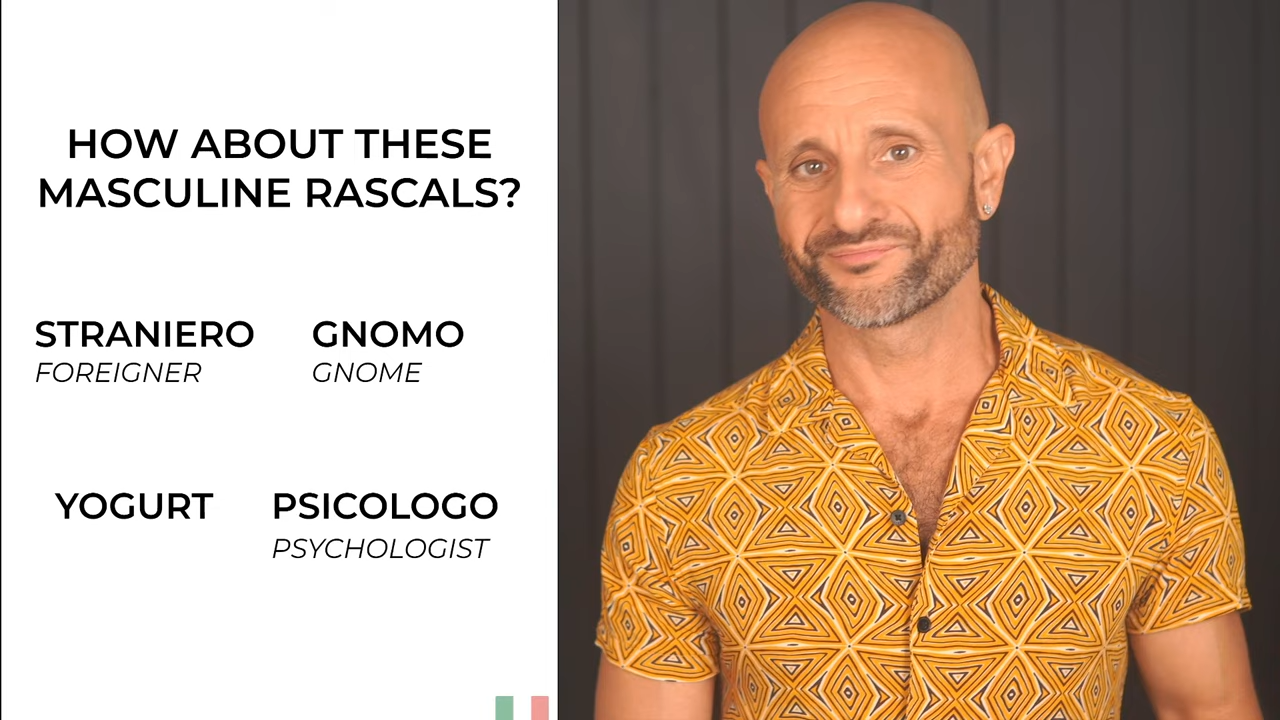 HOW ABOUT THESE
MASCULINE RASCALS?
STRANIERO GNOMO
FOREIGNER GNOME
YOGURT PSICOLOGO
PSYCHOLOGIST